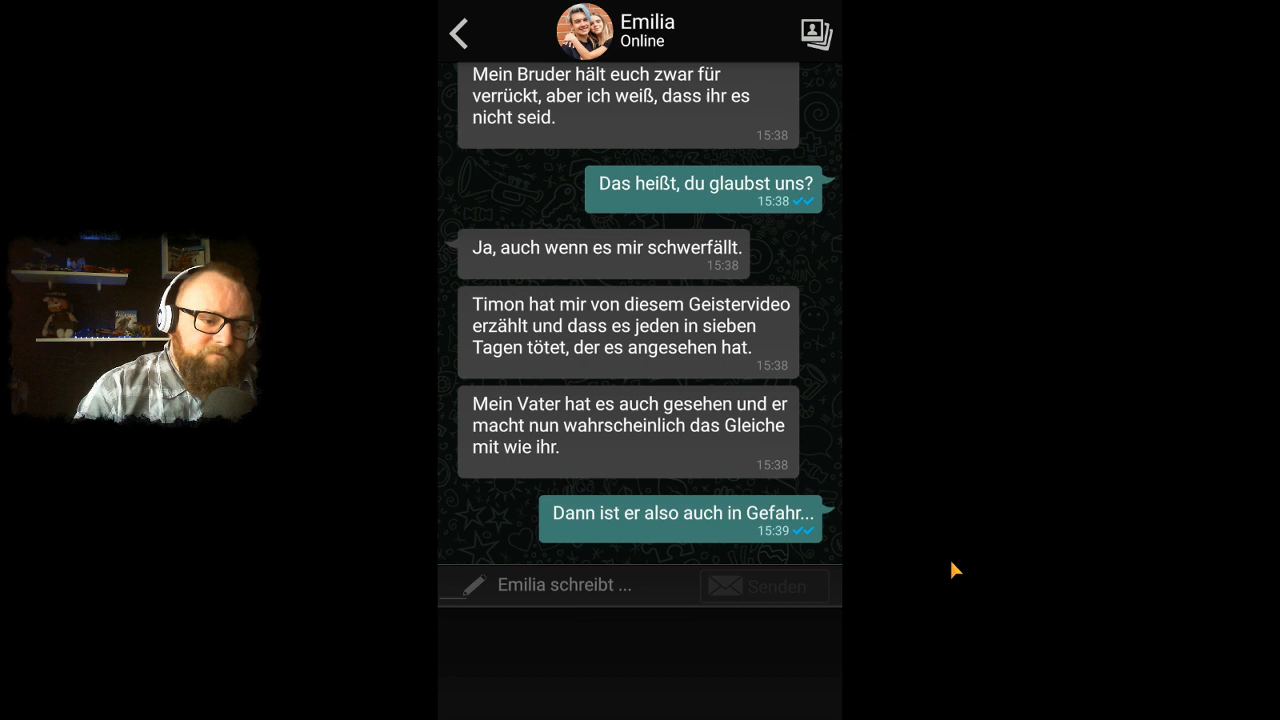 Emilia
Online
Mein Bruder hält euch zwar für
verrückt, aber ich weiß, dass ihr es
nicht seid.
15:38
Das heißt, du glaubst uns?
15:38
Ja, auch wenn es mir schwerfällt.
15:38
Timon hat mir von diesem Geistervideo
erzählt und dass es jeden in sieben
Tagen tötet, der es angesehen hat.
15:38
Mein Vater hat es auch gesehen und er
macht nun wahrscheinlich das Gleiche
mit wie ihr.
15:38
Dann ist er also auch in Gefahr...
15:39
Emilia schreibt ...
Senden